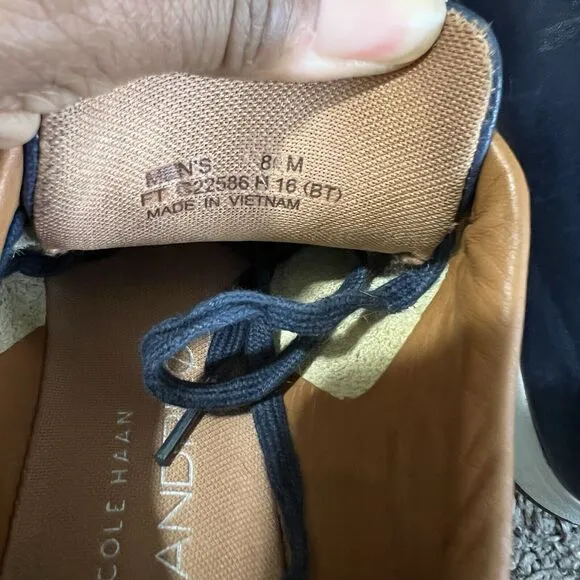 MEN'S 8 M
FT C22586 N 16 (BT)
MADE IN VIETNAM
COLE HAAN